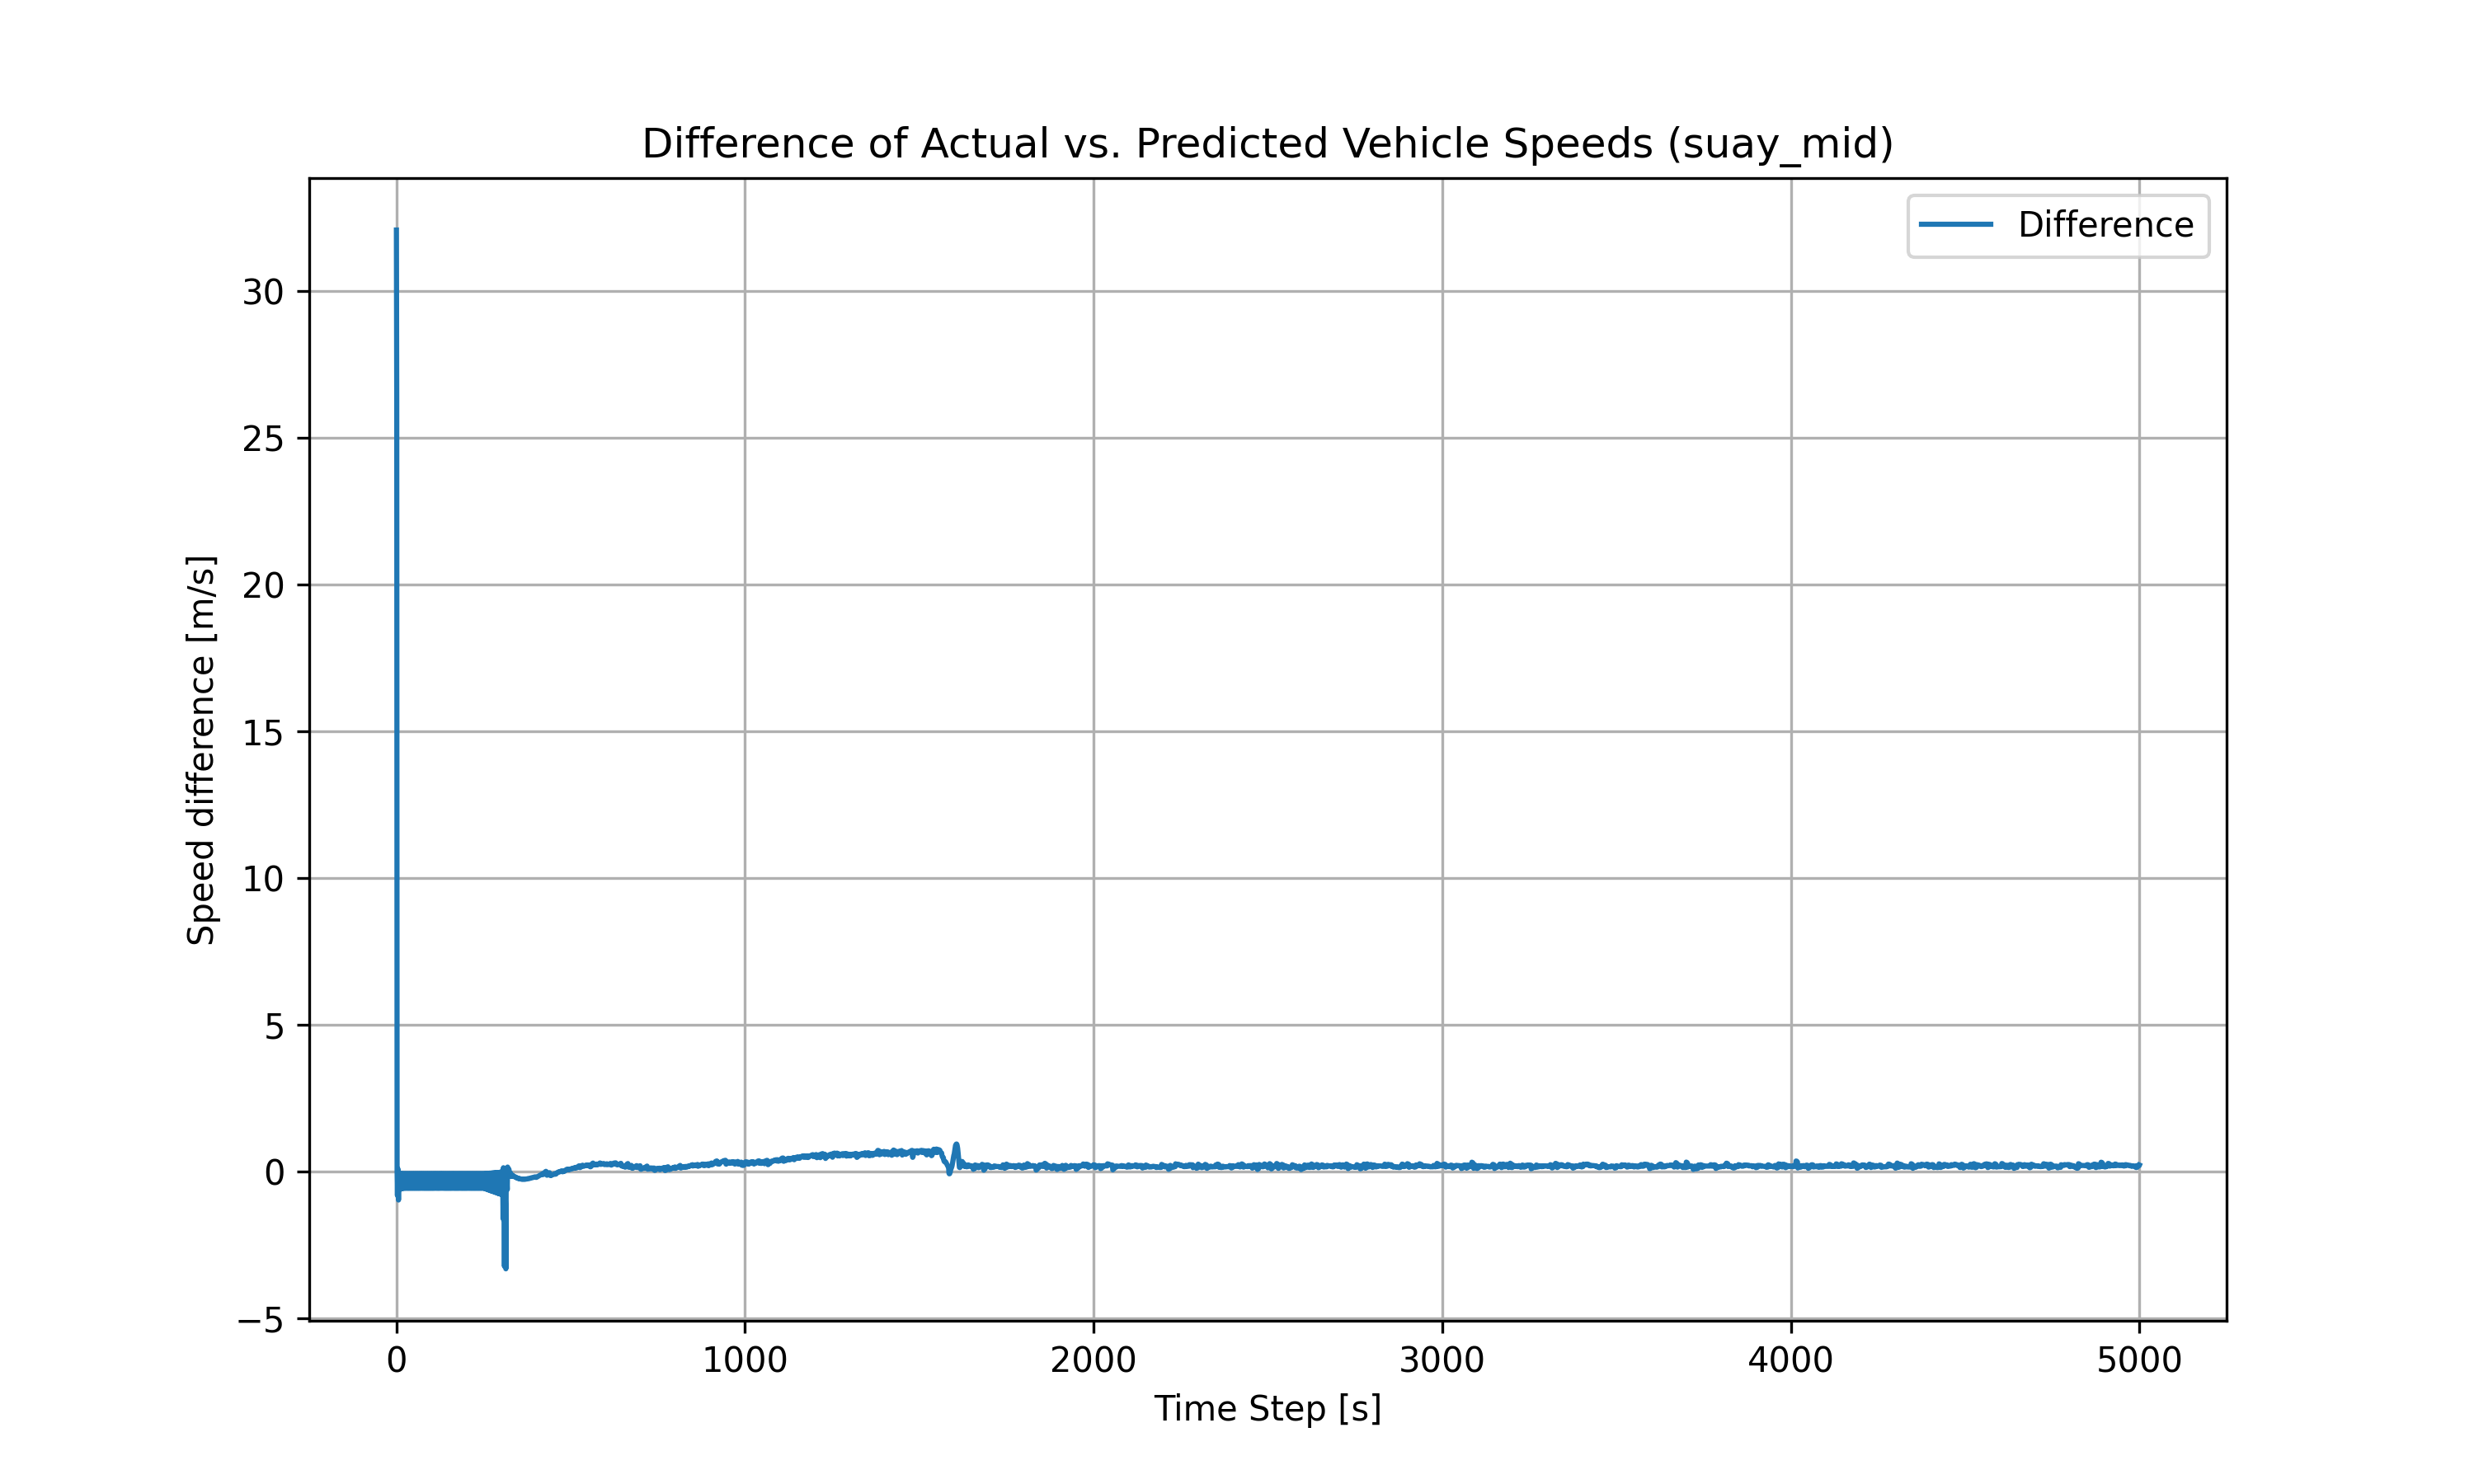 Difference of Actual vs. Predicted Vehicle Speeds (suay_mid)
Difference
Speed difference [m/s]
30
25
20
15
10
5
0
−5
0 1000 2000 3000 4000 5000
Time Step [s]